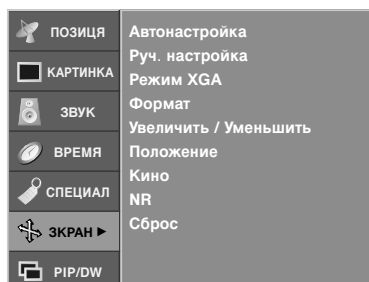 ПОЗИЦЯ
КАРТИНКА
ЗВУК
ВРЕМЯ
СПЕЦИАЛ
ЗКРАН ►
PIP/DW
Автонастройка
Руч. настройка
Режим XGA
Формат
Увеличить / Уменьшить
Положение
Кино
NR
Сброс